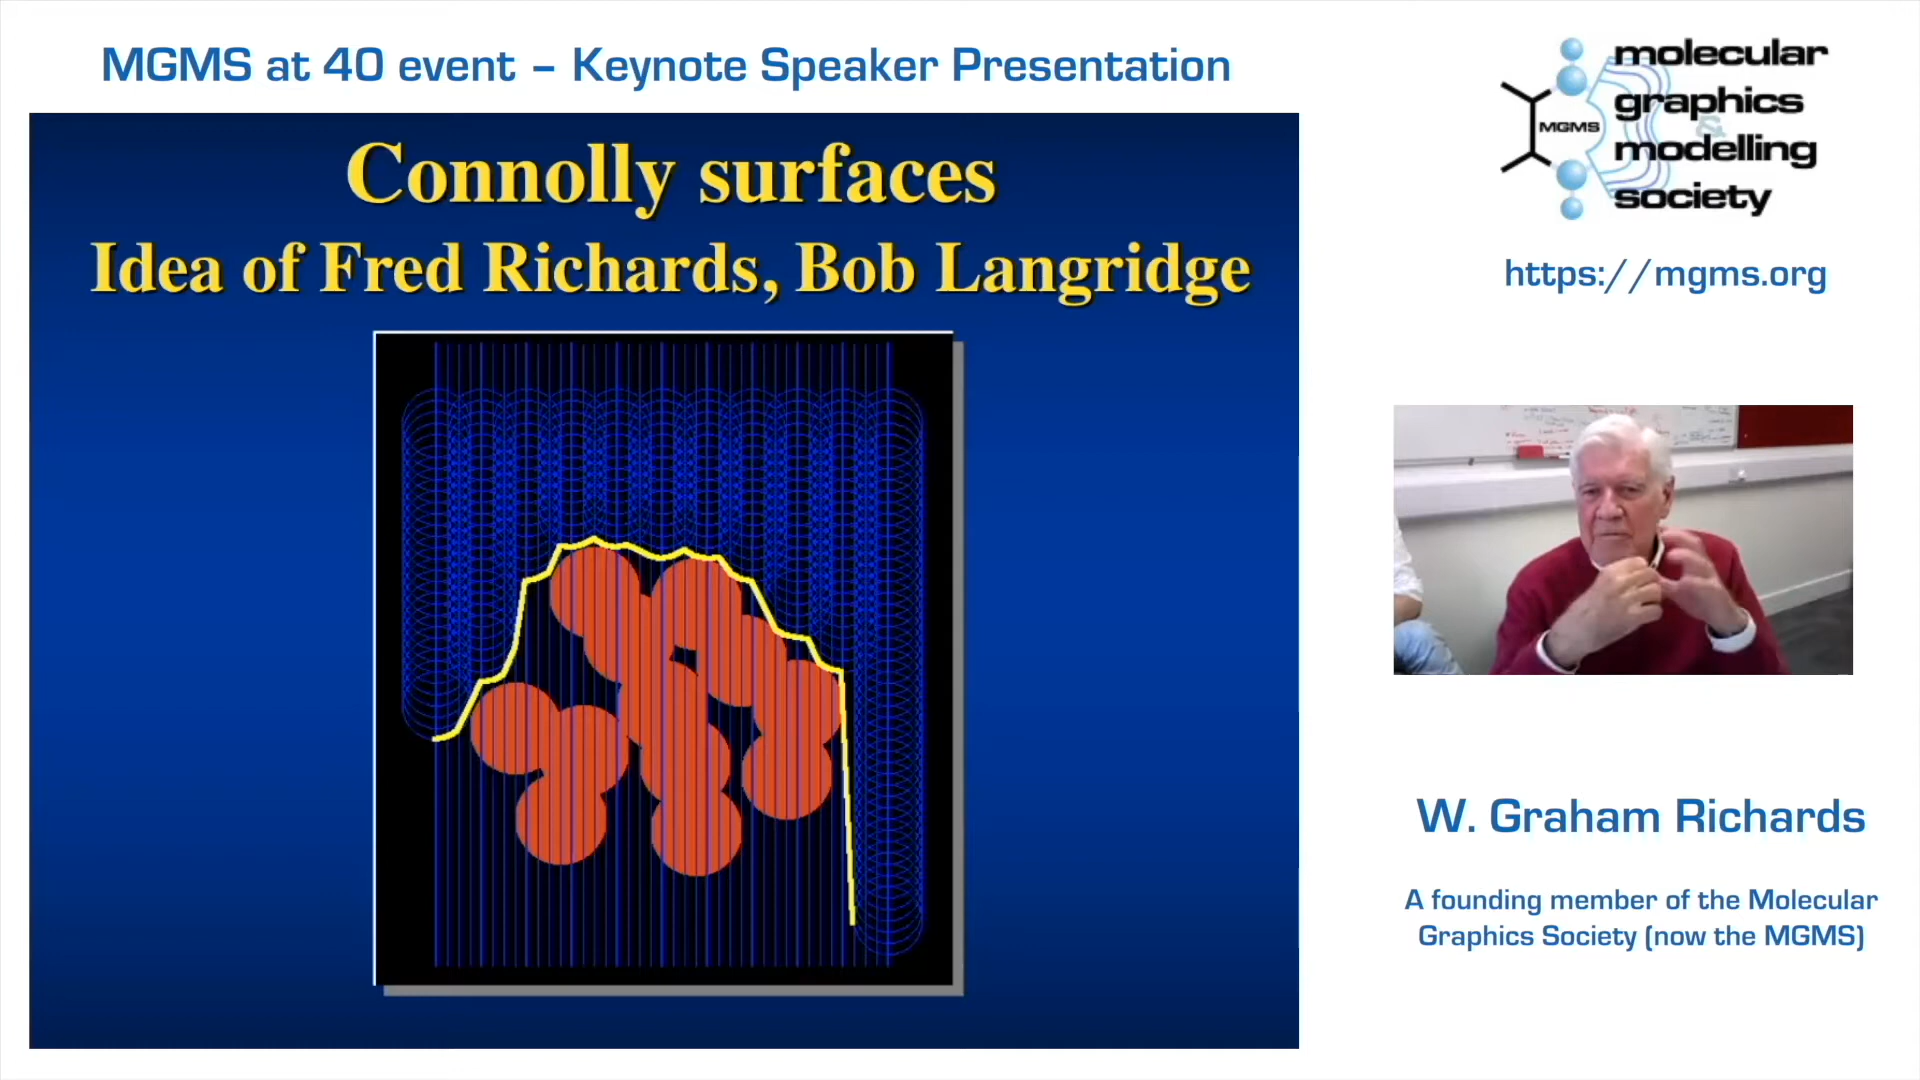 MGMS at 40 event – Keynote Speaker Presentation
Connolly surfaces
Idea of Fred Richards, Bob Langridge
MGMS
molecular
graphics
&
modelling
society
https://mgms.org
W. Graham Richards
A founding member of the Molecular
Graphics Society (now the MGMS)